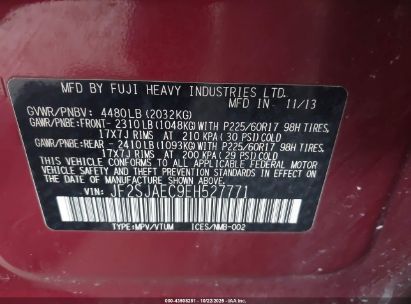 MFD BY FUJI HEAVY INDUSTRIES LTD.
MFD IN 11/13
GVWR/PNBV: 4480LB (2032KG)
GAWR/PNBE:FRONT- 2310LB (1048KG)WITH P225/60R17 98H TIRES,
17X7J RIMS AT 210 KPA (30 PSI)COLD
GAWR/PNBE:REAR - 2410LB (1093KG)WITH P225/60R17 98H TIRES,
17X7J RIMS AT 200 KPA (29 PSI)COLD
THIS VEHICLE CONFORMS TO ALL APPLICABLE FEDERAL MOTOR
VEHICLE SAFETY STANDARDS IN EFFECT ON THE DATE OF
MANUFACTURE SHOWN ABOVE.
VIN: JF2SJAEC9EH527771
TYPE:MPV/VTUM ICES/NMB-002